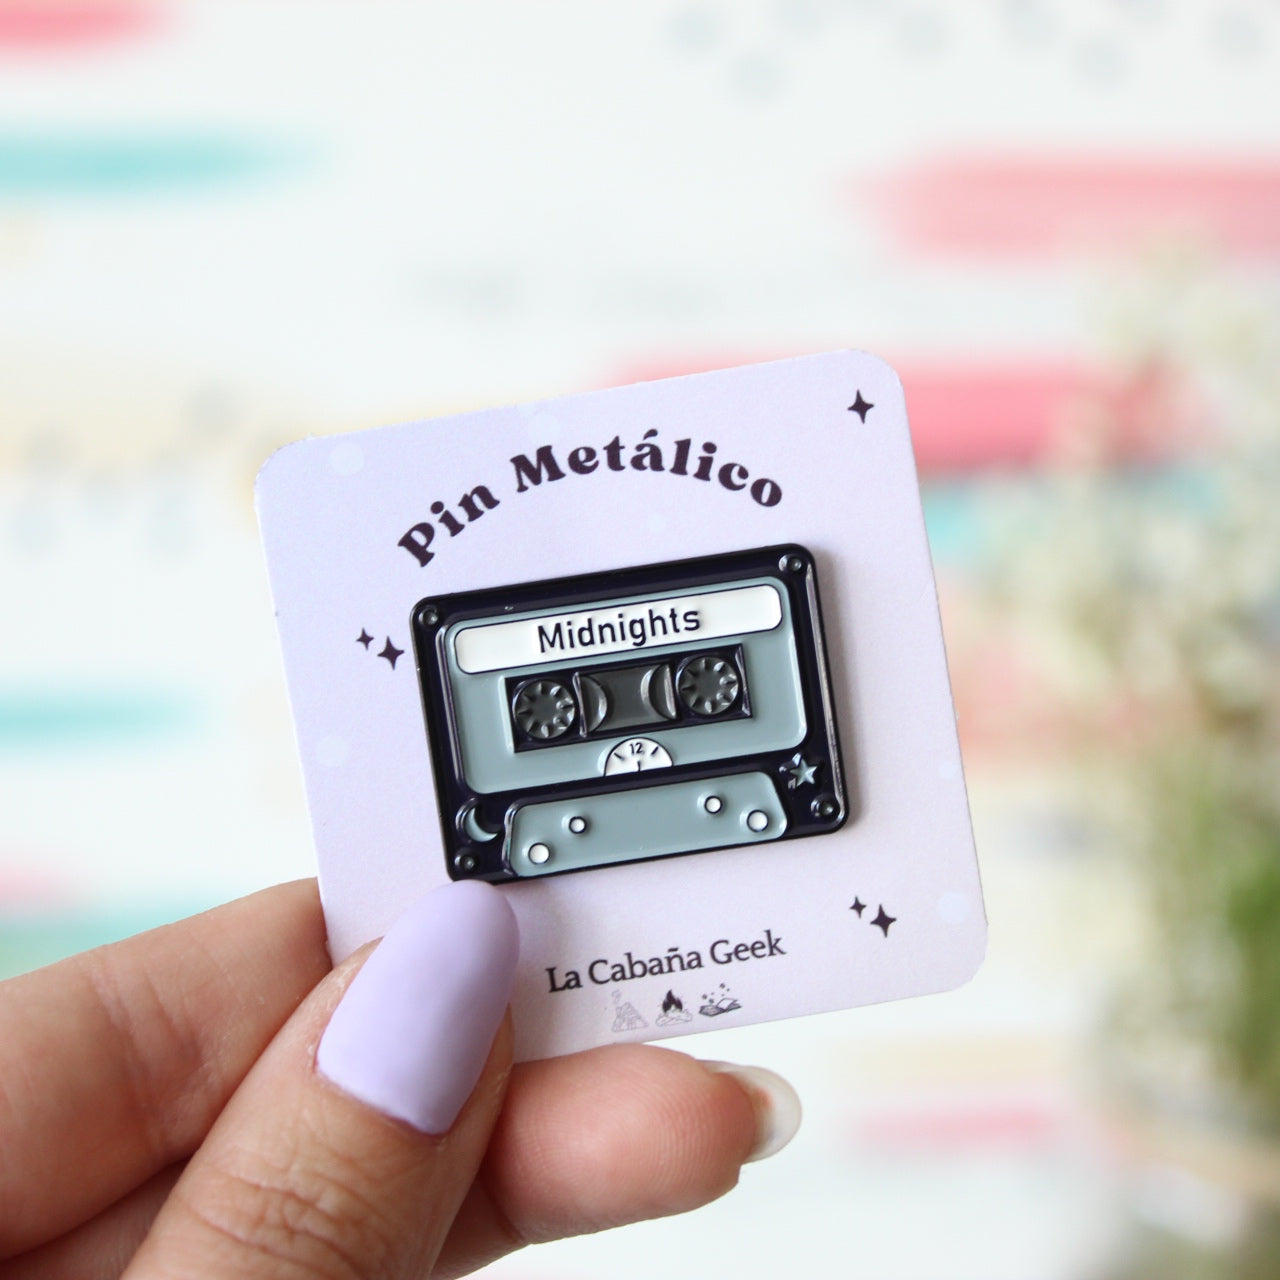 Pin Metálico
Midnights
12
La Cabaña Geek